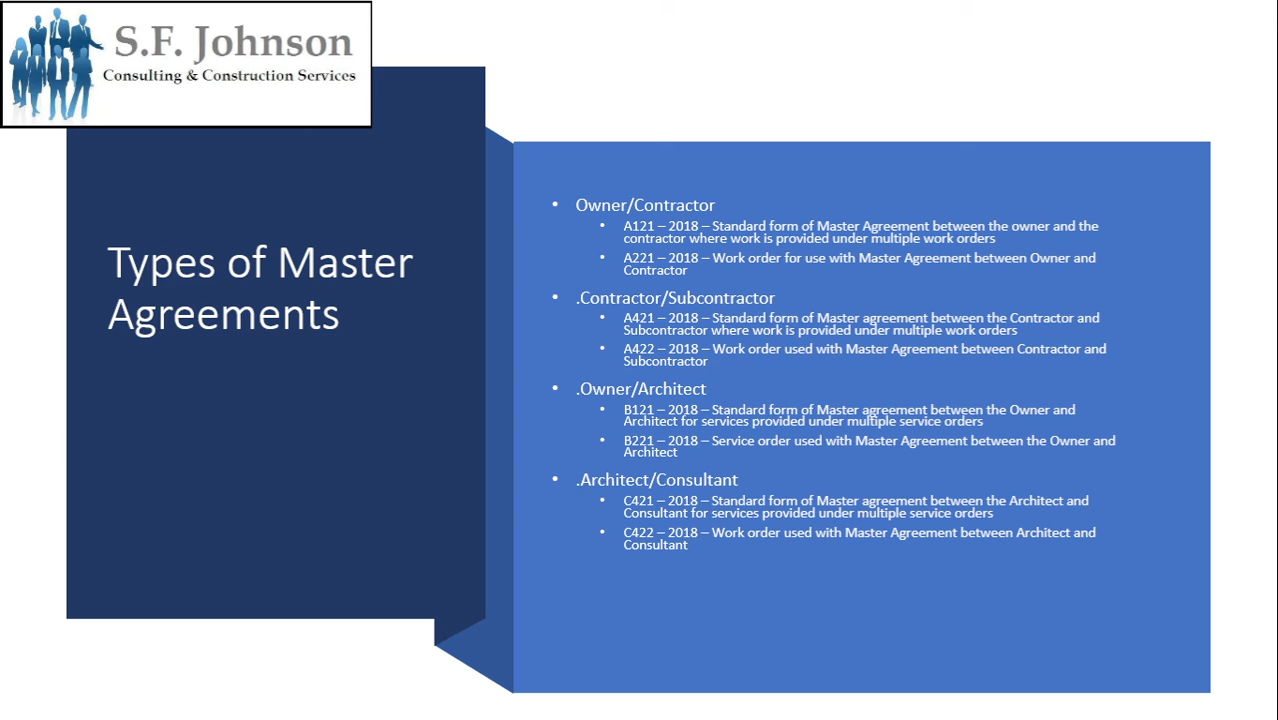 S.F. Johnson
Consulting & Construction Services
Types of Master
Agreements
• Owner/Contractor
• A121 – 2018 – Standard form of Master Agreement between the owner and the
contractor where work is provided under multiple work orders
• A221 – 2018 – Work order for use with Master Agreement between Owner and
Contractor
• .Contractor/Subcontractor
• A421 – 2018 – Standard form of Master agreement between the Contractor and
Subcontractor where work is provided under multiple work orders
• A422 – 2018 – Work order used with Master Agreement between Contractor and
Subcontractor
• .Owner/Architect
• B121 – 2018 – Standard form of Master agreement between the Owner and
Architect for services provided under multiple service orders
• B221 – 2018 – Service order used with Master Agreement between the Owner and
Architect
• .Architect/Consultant
• C421 – 2018 – Standard form of Master agreement between the Architect and
Consultant for services provided under multiple service orders
• C422 – 2018 – Work order used with Master Agreement between Architect and
Consultant